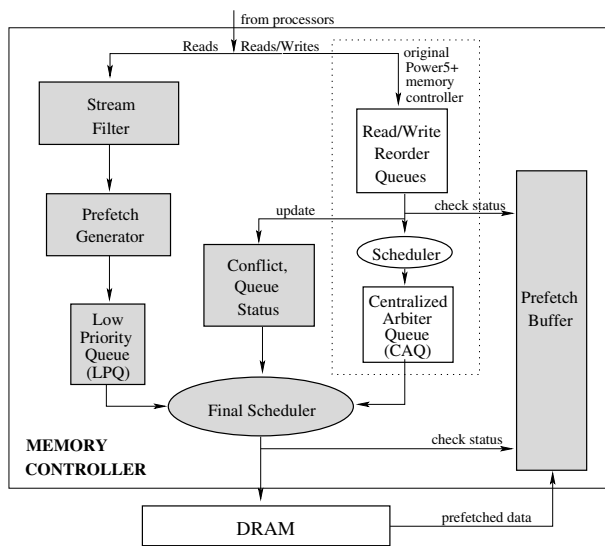 from processors
Reads
Reads/Writes
original
Power5+
memory
controller
Stream
Filter
Read/Write
Reorder
Queues
check status
update
Prefetch
Generator
Scheduler
Conflict,
Queue
Status
Centralized
Arbiter
Queue
(CAQ)
Prefetch
Buffer
Low
Priority
Queue
(LPQ)
Final Scheduler
check status
MEMORY
CONTROLLER
DRAM
prefetched data